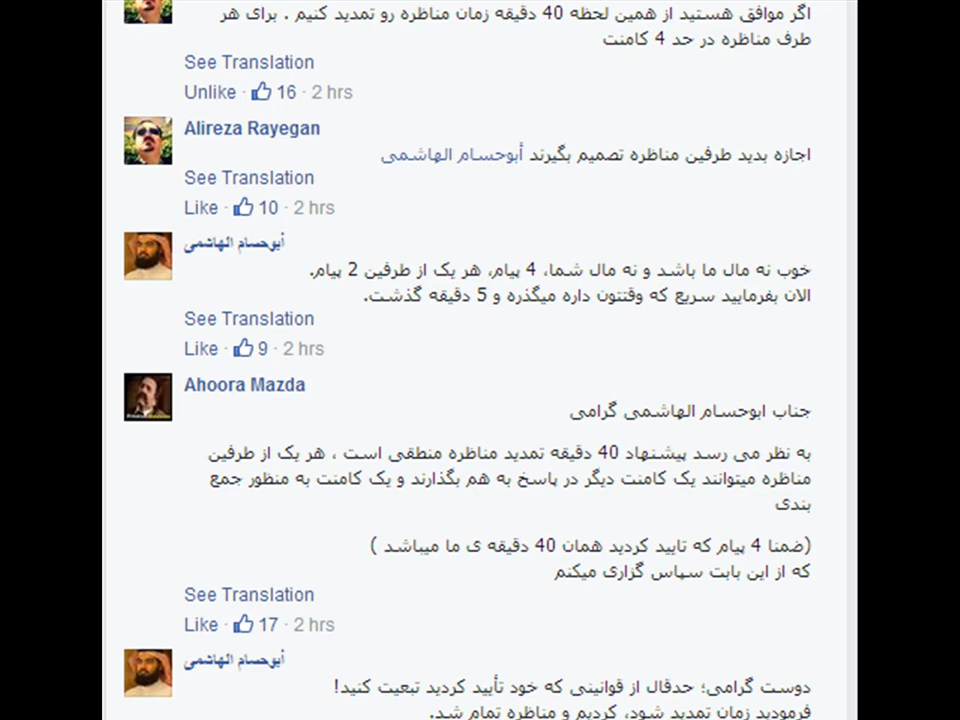 اگر موافق هستید از همین لحظه 40 دقیقه زمان مناظره رو تمدید کنیم . برای هر
طرف مناظره در حد 4 کامنت
See Translation
Unlike · 16 · 2 hrs
Alireza Rayegan
اجازه بدید طرفین مناظره تصمیم بگیرند أبوحسام الهاشمی
See Translation
Like · 10 · 2 hrs
أبوحسام الهاشمی
خوب نه مال ما باشد و نه مال شما، 4 پیام، هر یک از طرفین 2 پیام.
الان بفرمایید سریع که وقتتون داره میگذره و 5 دقیقه گذشت.
See Translation
Like · 9 · 2 hrs
Ahoora Mazda
جناب ابوحسام الهاشمی گرامی
به نظر می رسد پیشنهاد 40 دقیقه تمدید مناظره منطقی است ، هر یک از طرفین
مناظره میتوانند یک کامنت دیگر در پاسخ به هم بگذارند و یک کامنت به منظور جمع
بندی
(ضمنا 4 پیام که تایید کردید همان 40 دقیقه ی ما میباشد )
که از این بابت سپاس گزاری میکنم
See Translation
Like · 17 · 2 hrs
أبوحسام الهاشمی
دوست گرامی؛ حدقال از قوانینی که خود تأیید کردید تبعیت کنید!
فرمودید زمان تمدید شود، کردیم و مناظره تمام شد.